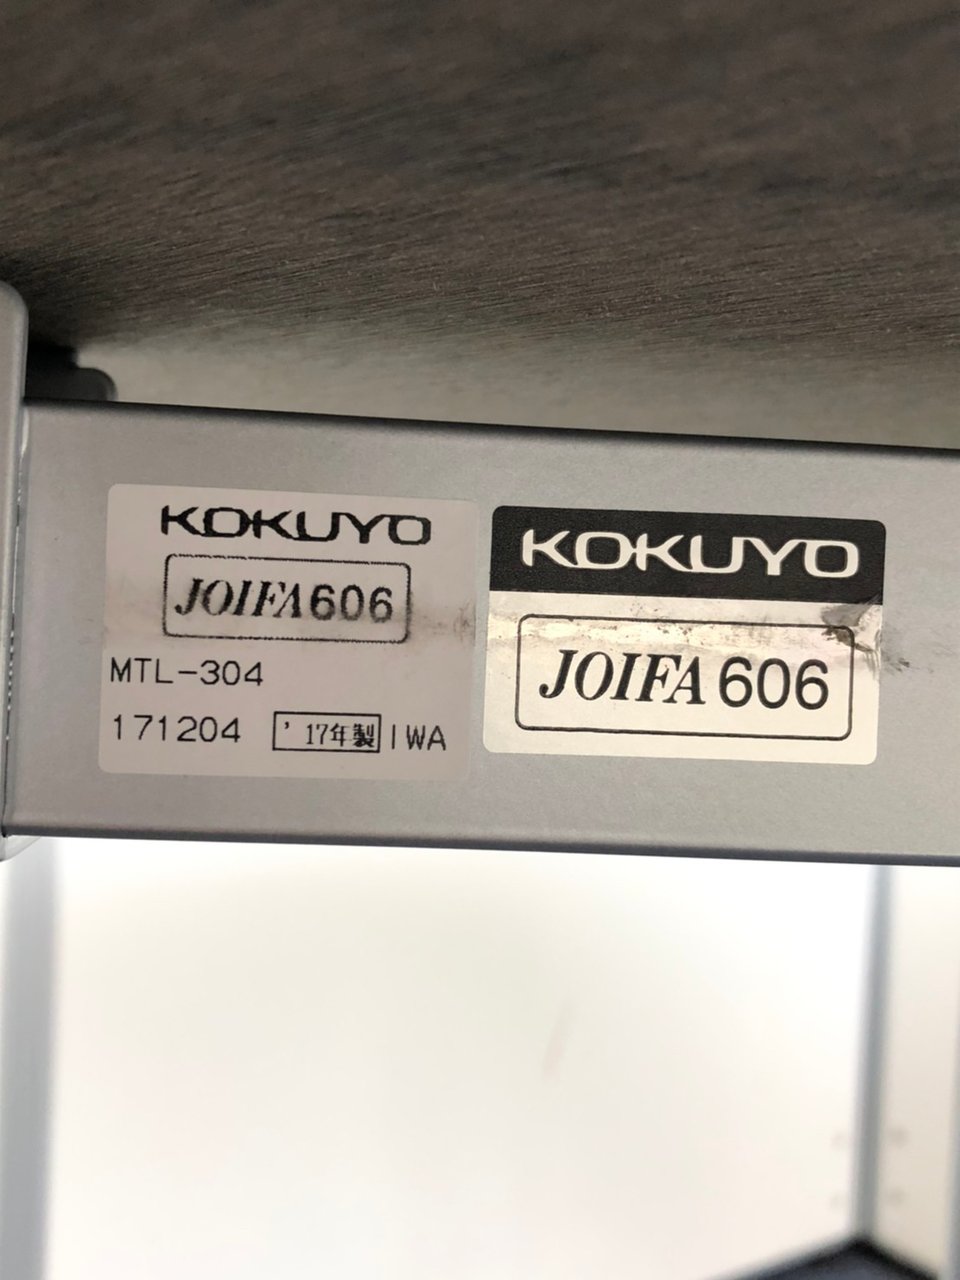 KOKUYO
JOIFA606
MTL-304
171204 '17年製 IWA
KOKUYO
JOIFA 606